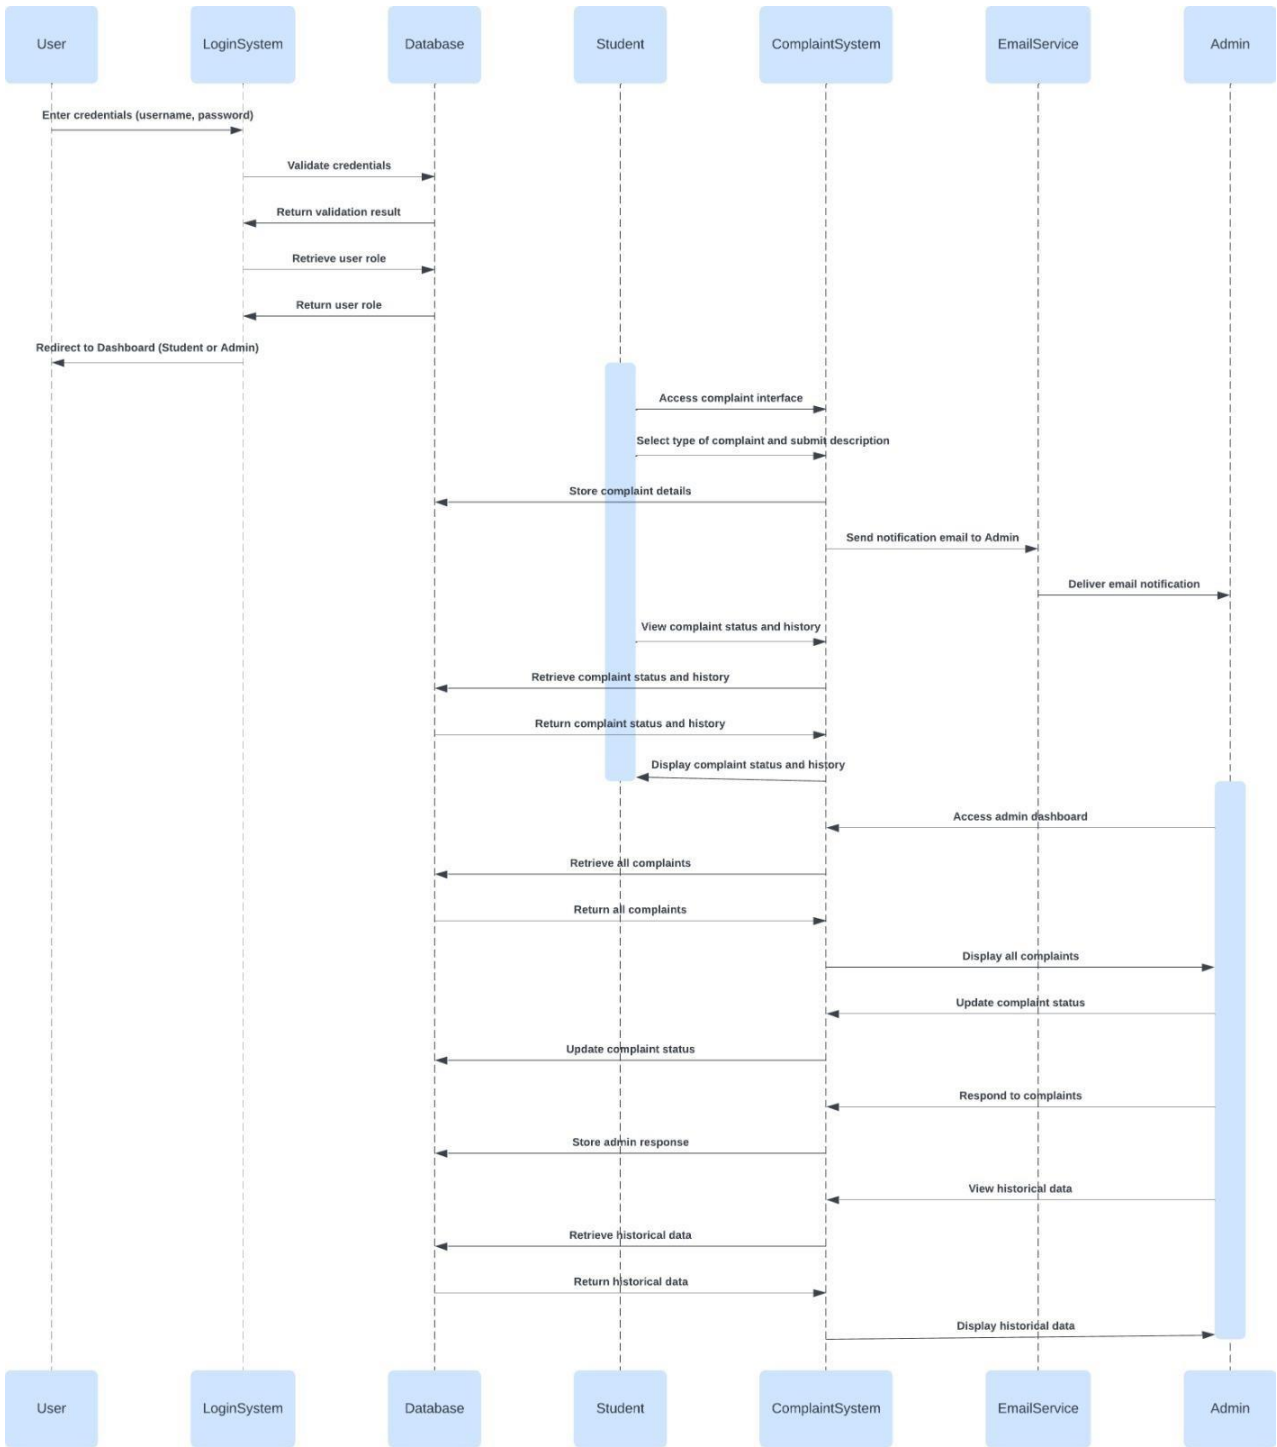 User
LoginSystem
Database
Student
ComplaintSystem
EmailService
Admin
Enter credentials (username, password)
Validate credentials
Return validation result
Retrieve user role
Return user role
Redirect to Dashboard (Student or Admin)
Access complaint interface
Select type of complaint and submit description
Store complaint details
Send notification email to Admin
Deliver email notification
View complaint status and history
Retrieve complaint status and history
Return complaint status and history
Display complaint status and history
Access admin dashboard
Retrieve all complaints
Return all complaints
Display all complaints
Update complaint status
Update complaint status
Respond to complaints
Store admin response
View historical data
Retrieve historical data
Return historical data
Display historical data
User
LoginSystem
Database
Student
ComplaintSystem
EmailService
Admin